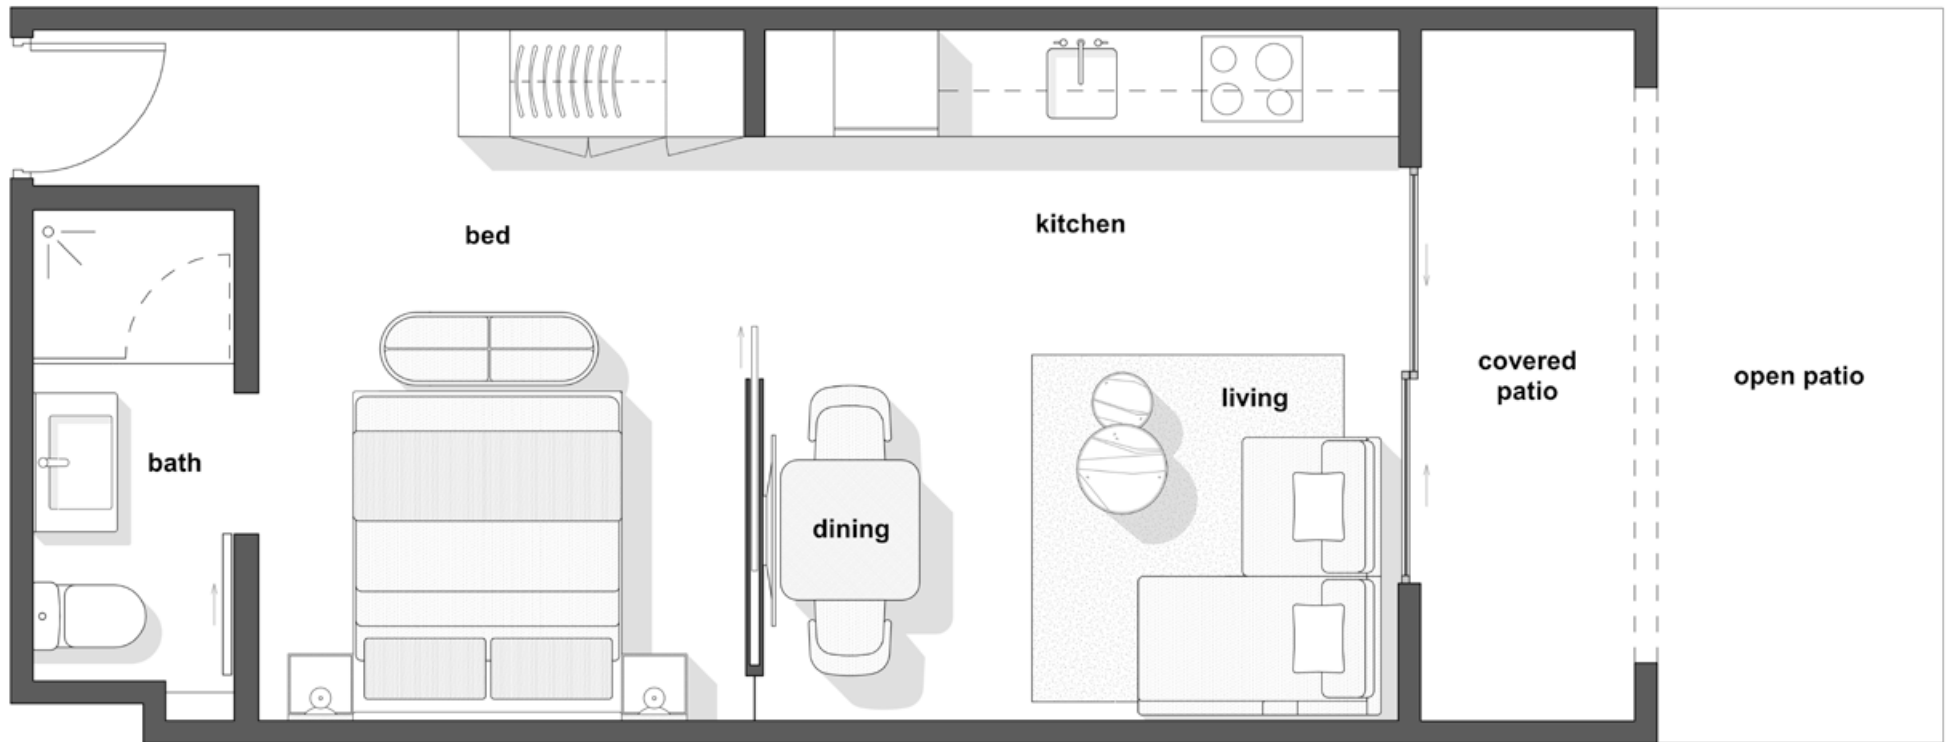 bed
kitchen
covered
patio
open patio
living
bath
dining